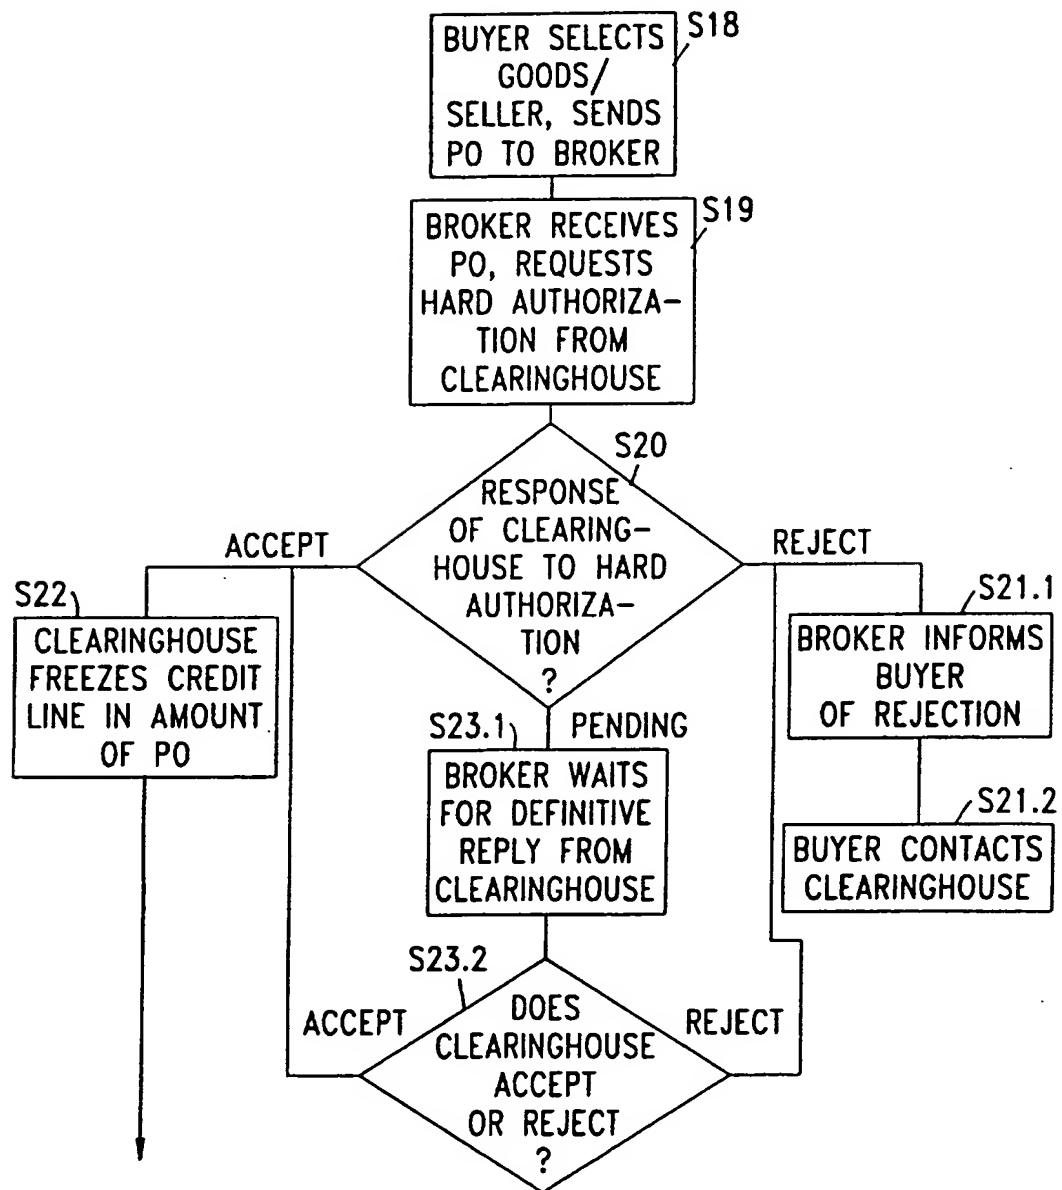 S18
BUYER SELECTS
GOODS/
SELLER, SENDS
PO TO BROKER
S19
BROKER RECEIVES
PO, REQUESTS
HARD AUTHORIZA-
TION FROM
CLEARINGHOUSE
S20
RESPONSE
OF CLEARING-
HOUSE TO HARD
AUTHORIZA-
TION
?
ACCEPT
REJECT
S22
CLEARINGHOUSE
FREEZES CREDIT
LINE IN AMOUNT
OF PO
S21.1
BROKER INFORMS
BUYER
OF REJECTION
S23.1
PENDING
BROKER WAITS
FOR DEFINITIVE
REPLY FROM
CLEARINGHOUSE
S21.2
BUYER CONTACTS
CLEARINGHOUSE
S23.2
ACCEPT
DOES
CLEARINGHOUSE
ACCEPT
OR REJECT
?
REJECT